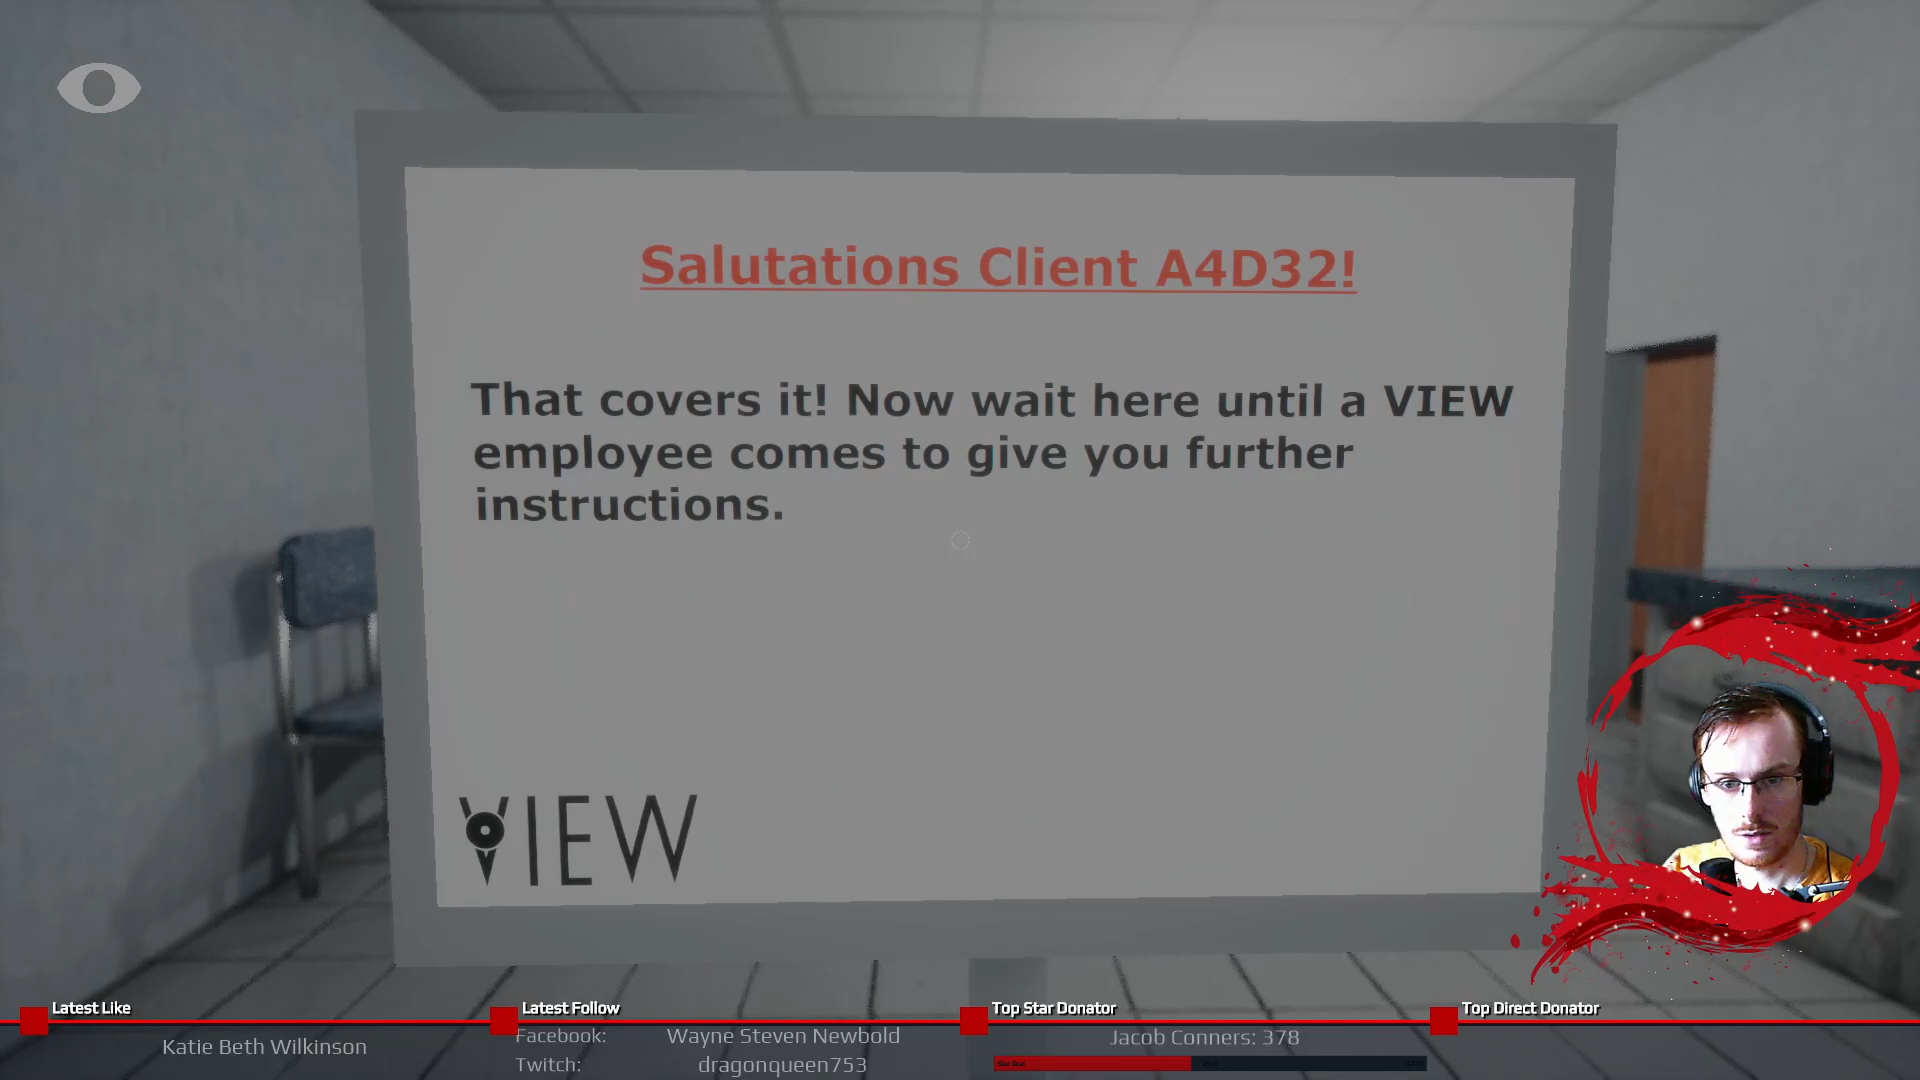 Salutations Client A4D32!
That covers it! Now wait here until a VIEW
employee comes to give you further
instructions.
VIEW
Latest Like
Katie Beth Wilkinson
Latest Follow
Facebook: Wayne Steven Newbold
Twitch: dragonqueen753
Top Star Donator
Jacob Conners: 378
Top Direct Donator